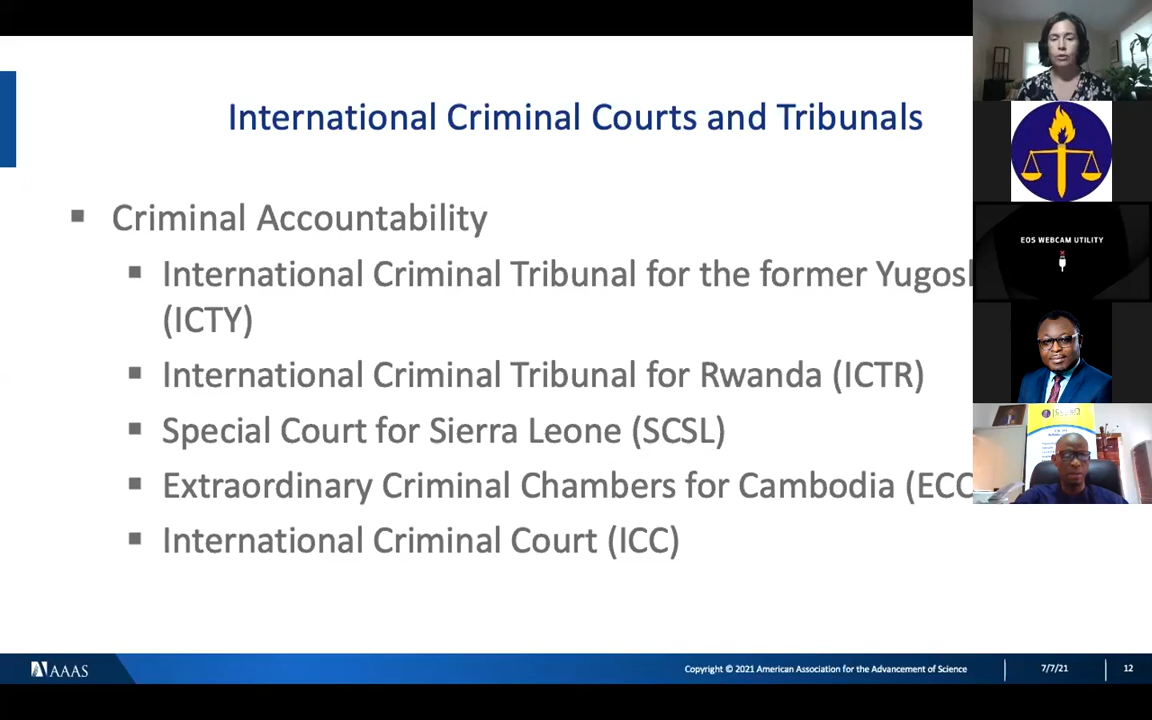 International Criminal Courts and Tribunals
Criminal Accountability
International Criminal Tribunal for the former
(ICTY)
International Criminal Tribunal for Rwanda (ICTR)
Special Court for Sierra Leone (SCSL)
Extraordinary Criminal Chambers for Cambodia (ECC
International Criminal Court (ICC)
EOS WEBCAM UTILITY
AAAS
Copyright © 2021 American Association for the Advancement of Science
7/7/21
12